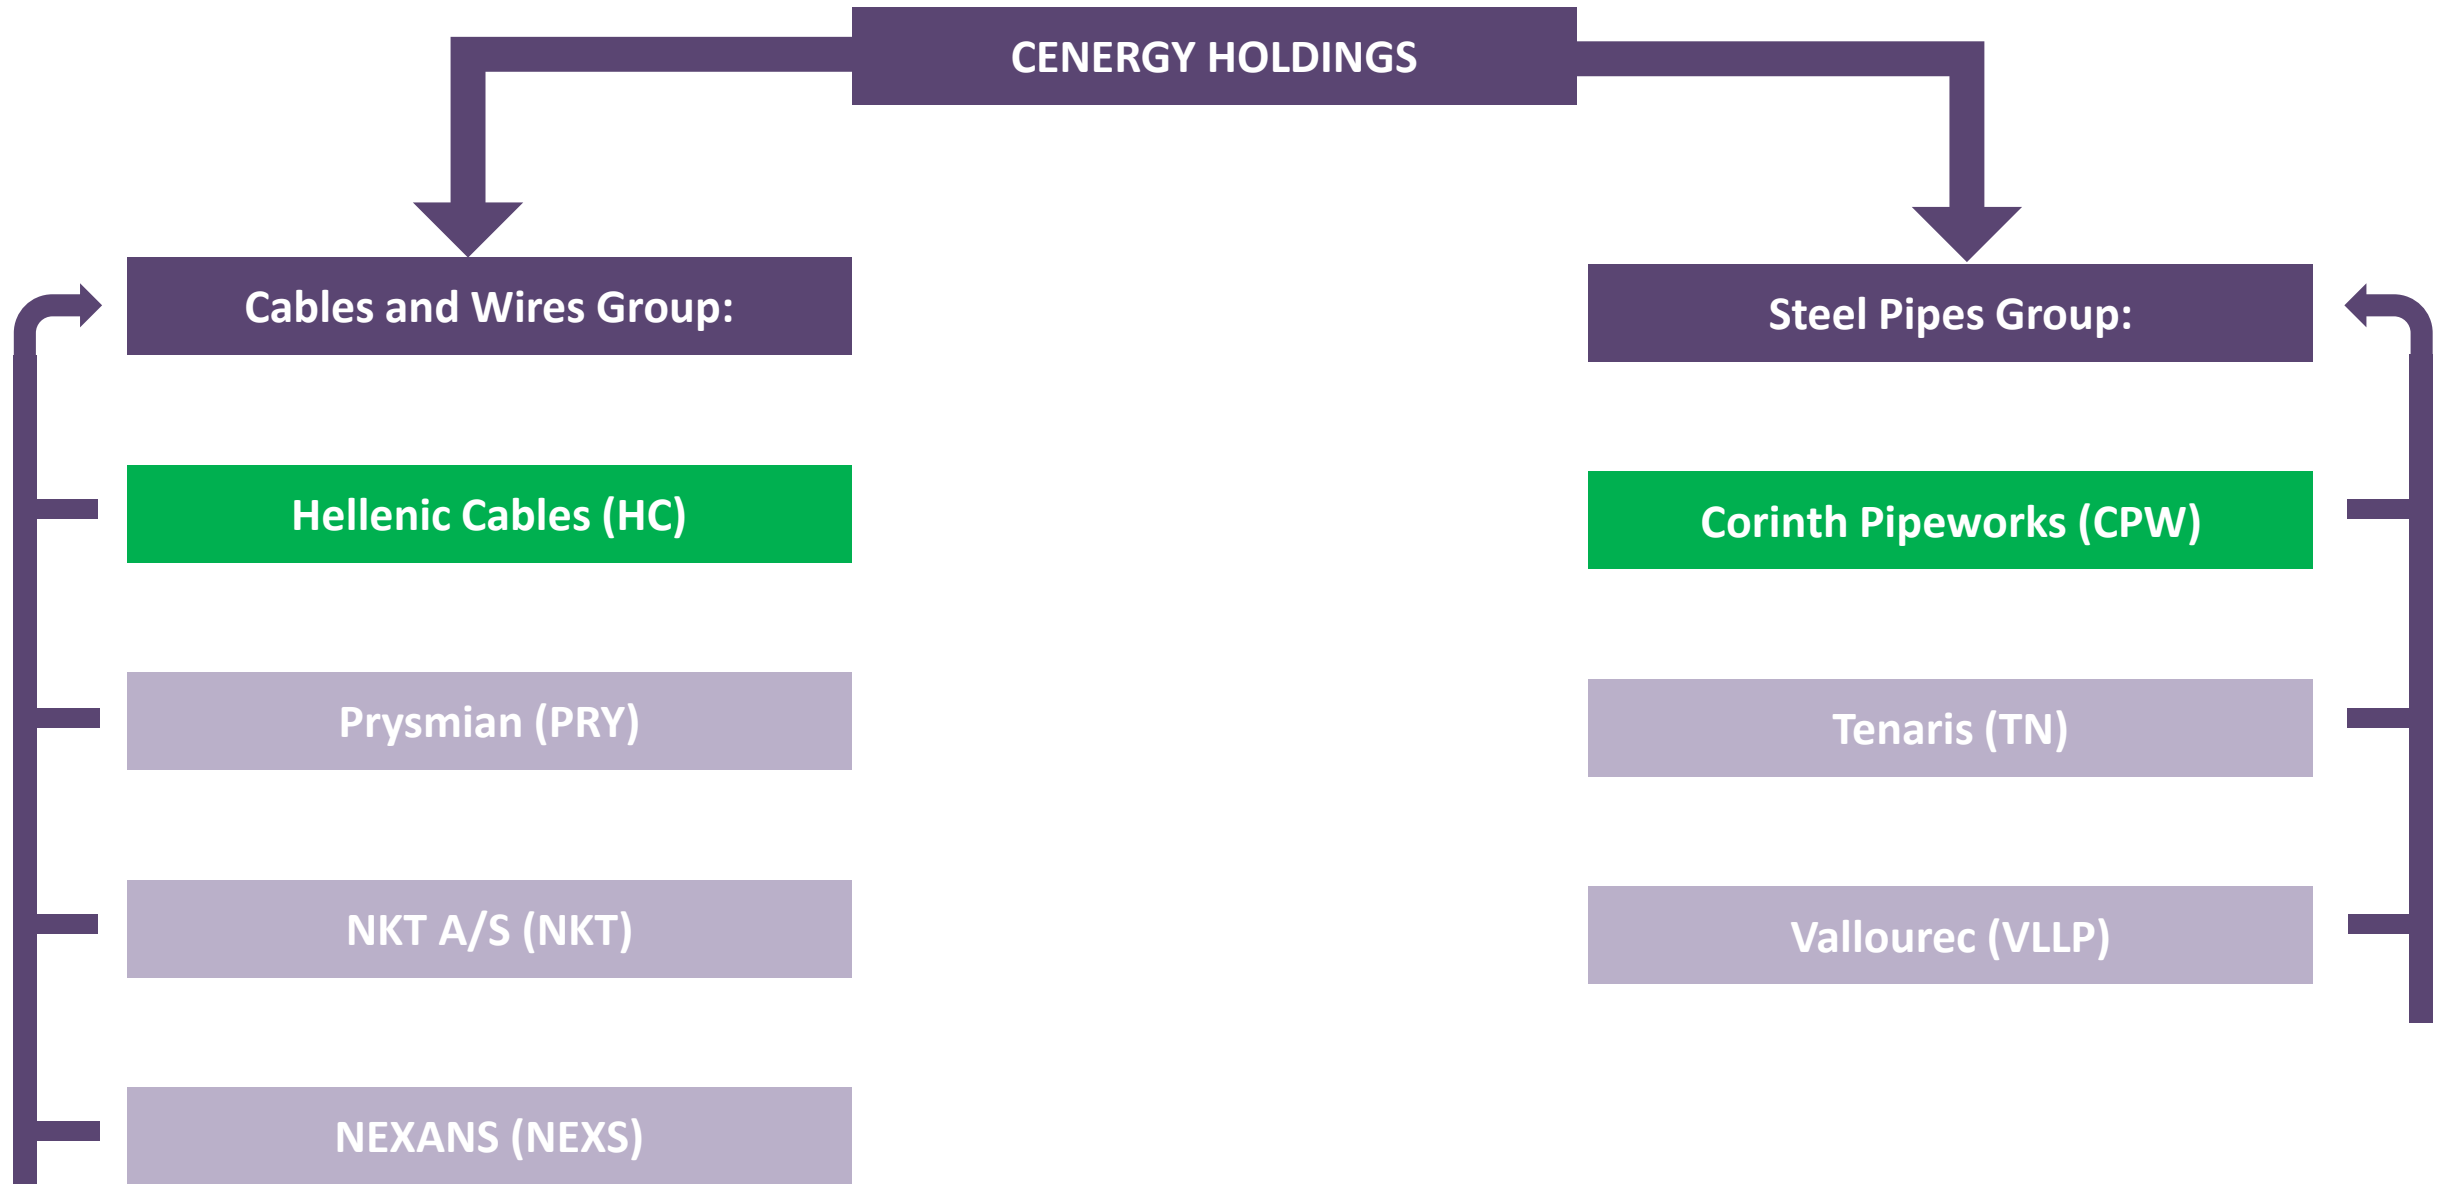 CENERGY HOLDINGS
Cables and Wires Group:
Hellenic Cables (HC)
Prysmian (PRY)
NKT A/S (NKT)
NEXANS (NEXS)
Steel Pipes Group:
Corinth Pipeworks (CPW)
Tenaris (TN)
Vallourec (VLLP)